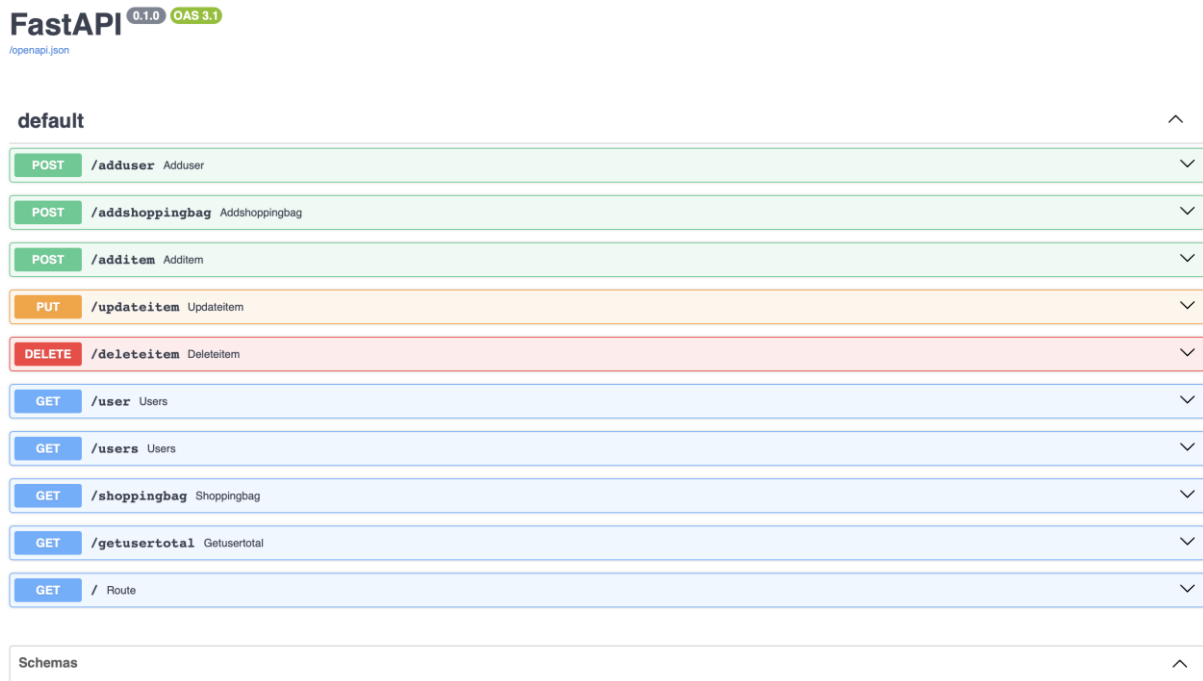 FastAPI 0.1.0 OAS 3.1
/openapi.json
default
POST /adduser Adduser
POST /addshoppingbag Addshoppingbag
POST /additem Additem
PUT /updateitem Updateitem
DELETE /deleteitem Deleteitem
GET /user Users
GET /users Users
GET /shoppingbag Shoppingbag
GET /getusertotal Getusertotal
GET / Route
Schemas